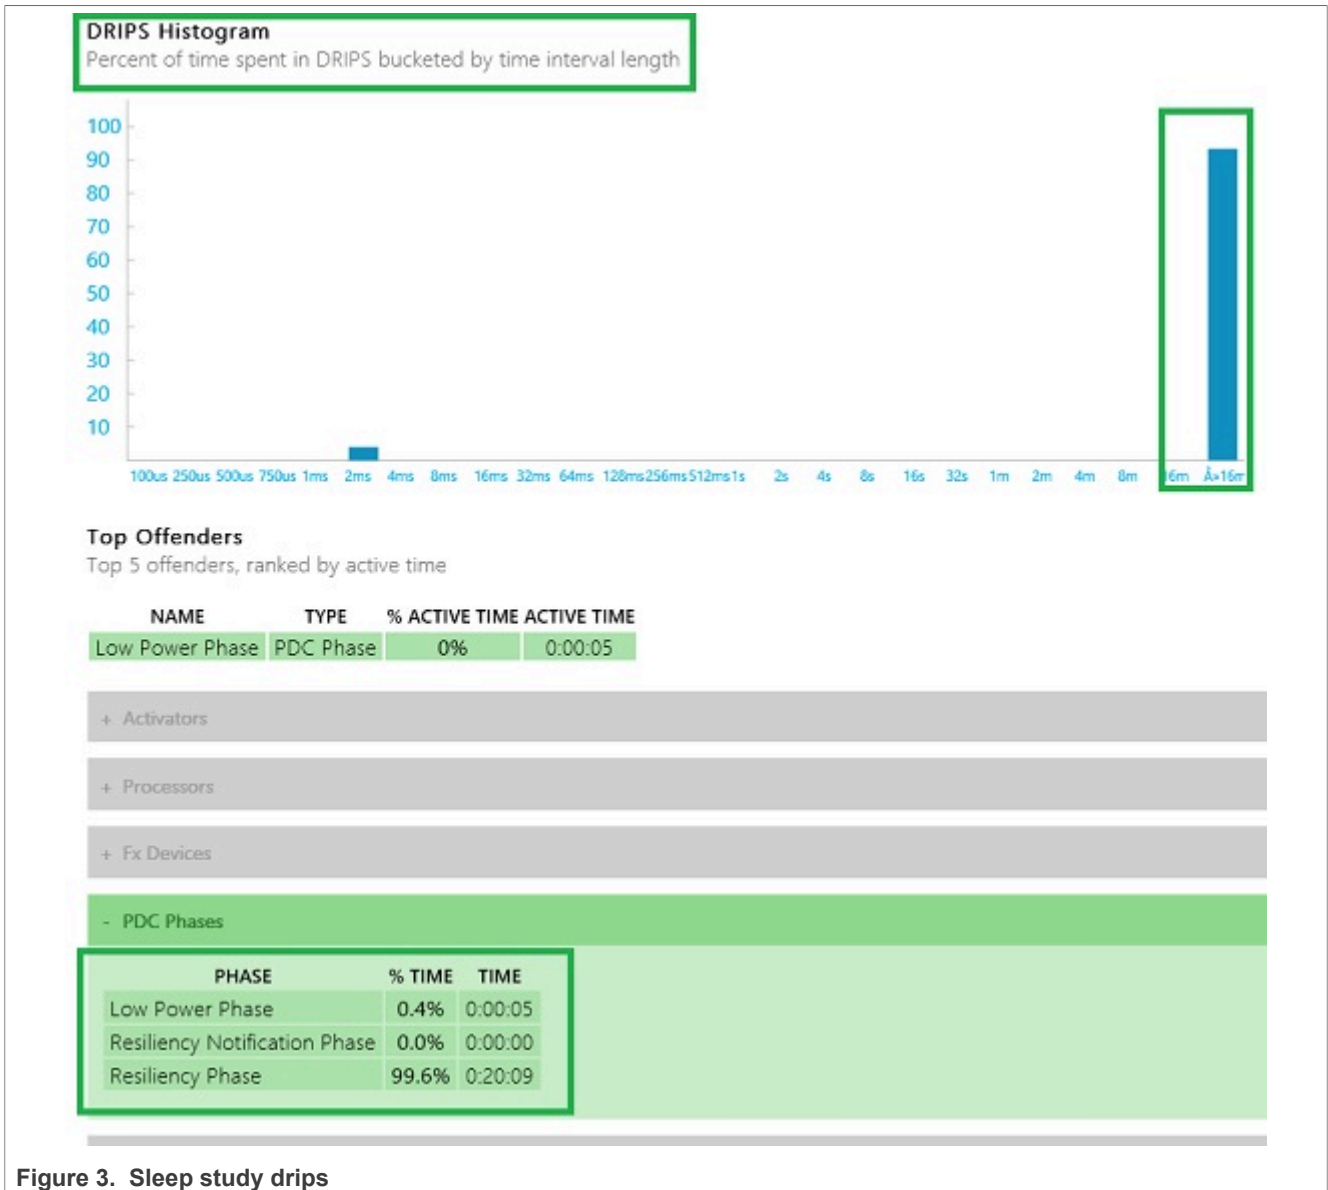 DRIPS Histogram
Percent of time spent in DRIPS bucketed by time interval length
100
90
80
70
60
50
40
30
20
10
100us 250us 500us 750us 1ms 2ms 4ms 8ms 16ms 32ms 64ms 128ms 256ms 512ms 1s 2s 4s 8s 16s 32s 1m 2m 4m 8m 16m Â»16m
Top Offenders
Top 5 offenders, ranked by active time
NAME TYPE % ACTIVE TIME ACTIVE TIME
Low Power Phase PDC Phase 0% 0:00:05
+ Activators
+ Processors
+ Fx Devices
- PDC Phases
PHASE % TIME TIME
Low Power Phase 0.4% 0:00:05
Resiliency Notification Phase 0.0% 0:00:00
Resiliency Phase 99.6% 0:20:09
Figure 3. Sleep study drips